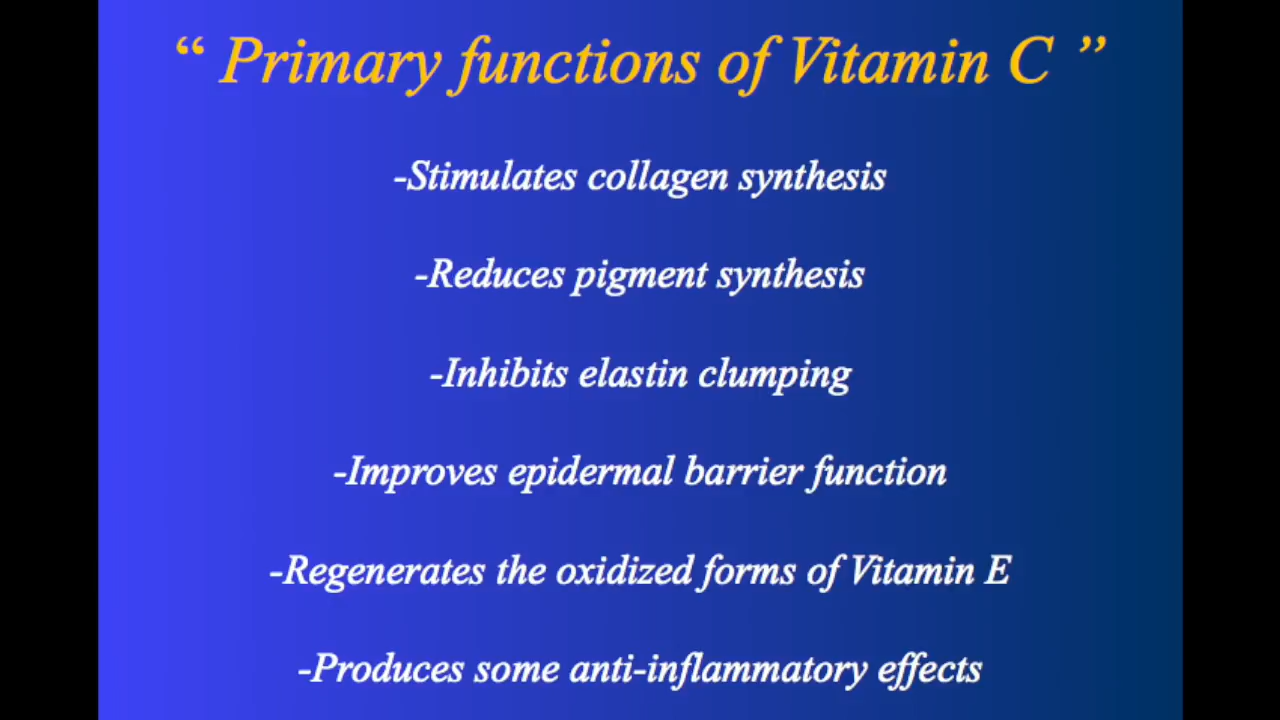 “ Primary functions of Vitamin C ”
-Stimulates collagen synthesis
-Reduces pigment synthesis
-Inhibits elastin clumping
-Improves epidermal barrier function
-Regenerates the oxidized forms of Vitamin E
-Produces some anti-inflammatory effects